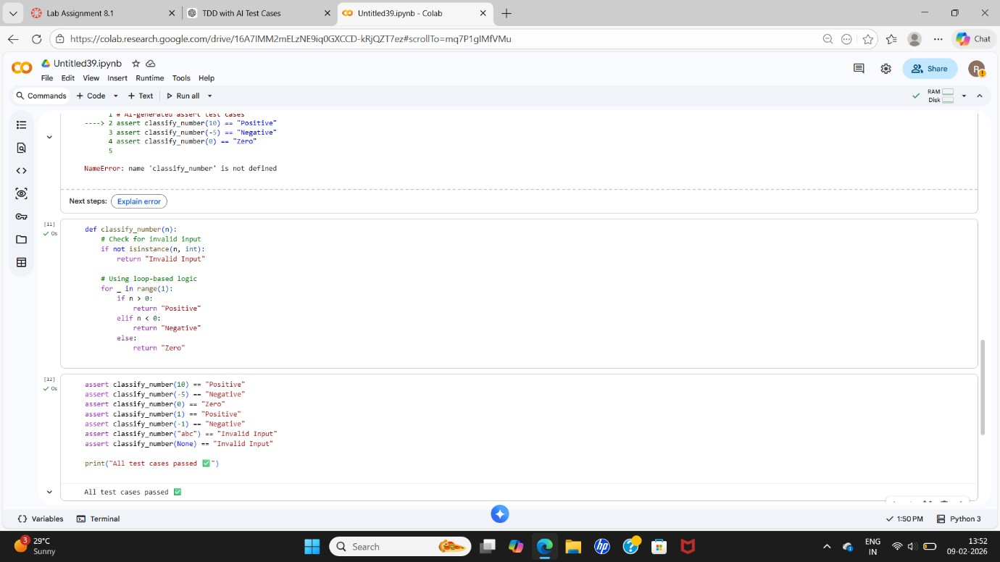 Lab Assignment 8.1
TDD with AI Test Cases
Untitled39.ipynb - Colab
https://colab.research.google.com/drive/16A7IMM2mELzNE9iq0GXCCD-kRjQZT7ez#scrollTo=mq7P1gIMfVMu
Chat
CO
Untitled39.ipynb
File Edit View Insert Runtime Tools Help
Share
R
Commands + Code + Text Run all
RAM
Disk
1 # AI-generated assert test cases
----> 2 assert classify_number(10) == "Positive"
3 assert classify_number(-5) == "Negative"
4 assert classify_number(0) == "Zero"
5
NameError: name 'classify_number' is not defined
Next steps: Explain error
[11]
0s
def classify_number(n):
# Check for invalid input
if not isinstance(n, int):
return "Invalid Input"
# Using loop-based logic
for _ in range(1):
if n > 0:
return "Positive"
elif n < 0:
return "Negative"
else:
return "Zero"
[12]
0s
assert classify_number(10) == "Positive"
assert classify_number(-5) == "Negative"
assert classify_number(0) == "Zero"
assert classify_number(1) == "Positive"
assert classify_number(-1) == "Negative"
assert classify_number("abc") == "Invalid Input"
assert classify_number(None) == "Invalid Input"
print("All test cases passed ✅")
All test cases passed ✅
Variables Terminal
1:50 PM Python 3
3
29°C
Sunny
Search
hp
ENG
IN
13:52
09-02-2026